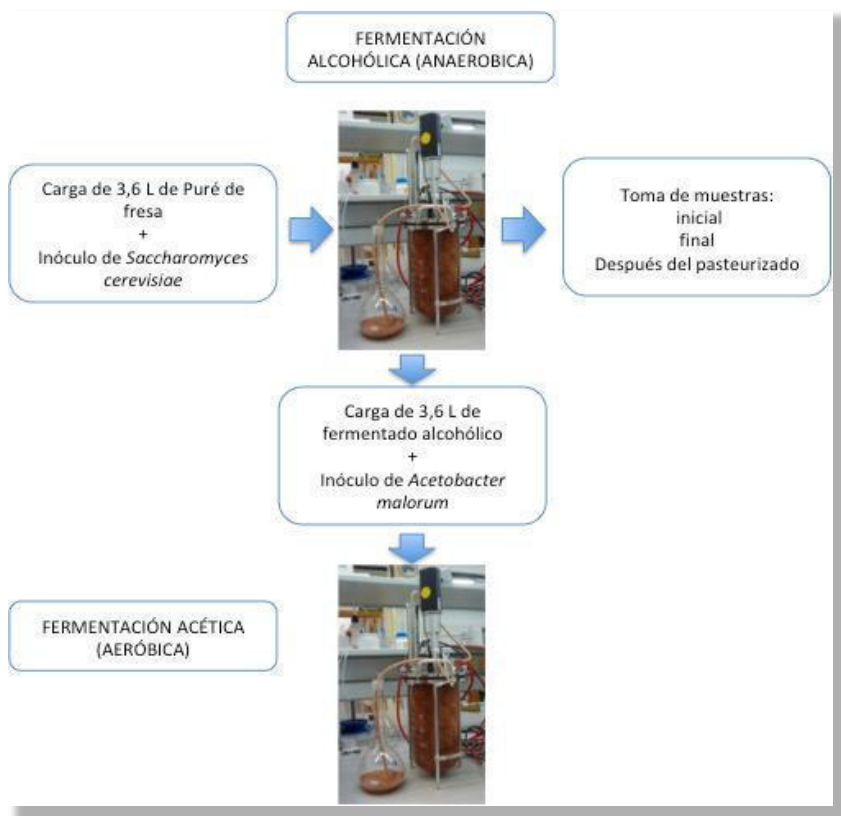 FERMENTACIÓN
ALCOHÓLICA (ANAEROBICA)
Carga de 3,6 L de Puré de
fresa
+
Inóculo de Saccharomyces
cerevisiae
Toma de muestras:
inicial
final
Después del pasteurizado
Carga de 3,6 L de
fermentado alcohólico
+
Inóculo de Acetobacter
malorum
FERMENTACIÓN ACÉTICA
(AERÓBICA)